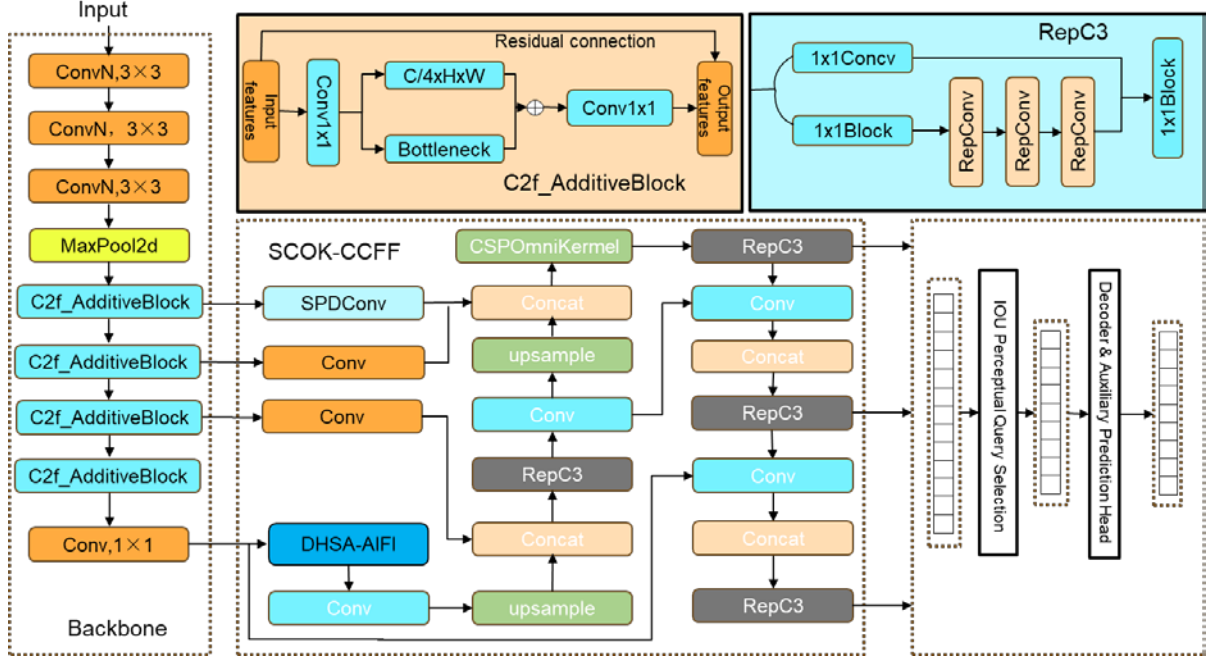 Input
ConvN,3×3
ConvN, 3×3
ConvN,3×3
MaxPool2d
C2f_AdditiveBlock
C2f_AdditiveBlock
C2f_AdditiveBlock
C2f_AdditiveBlock
Conv,1×1
Backbone
Residual connection
Input
features
Conv1x1
C/4xHxW
Bottleneck
Conv1x1
Output
features
C2f_AdditiveBlock
RepC3
1x1Concv
1x1Block
RepConv
RepConv
RepConv
1x1Block
SCOK-CCFF
SPDConv
Conv
Conv
DHSA-AIFI
Conv
CSPOmniKermel
Concat
upsample
Conv
RepC3
Concat
upsample
RepC3
Conv
Concat
RepC3
Conv
Concat
RepC3
IOU Perceptual Query Selection
Decoder & Auxiliary Prediction Head